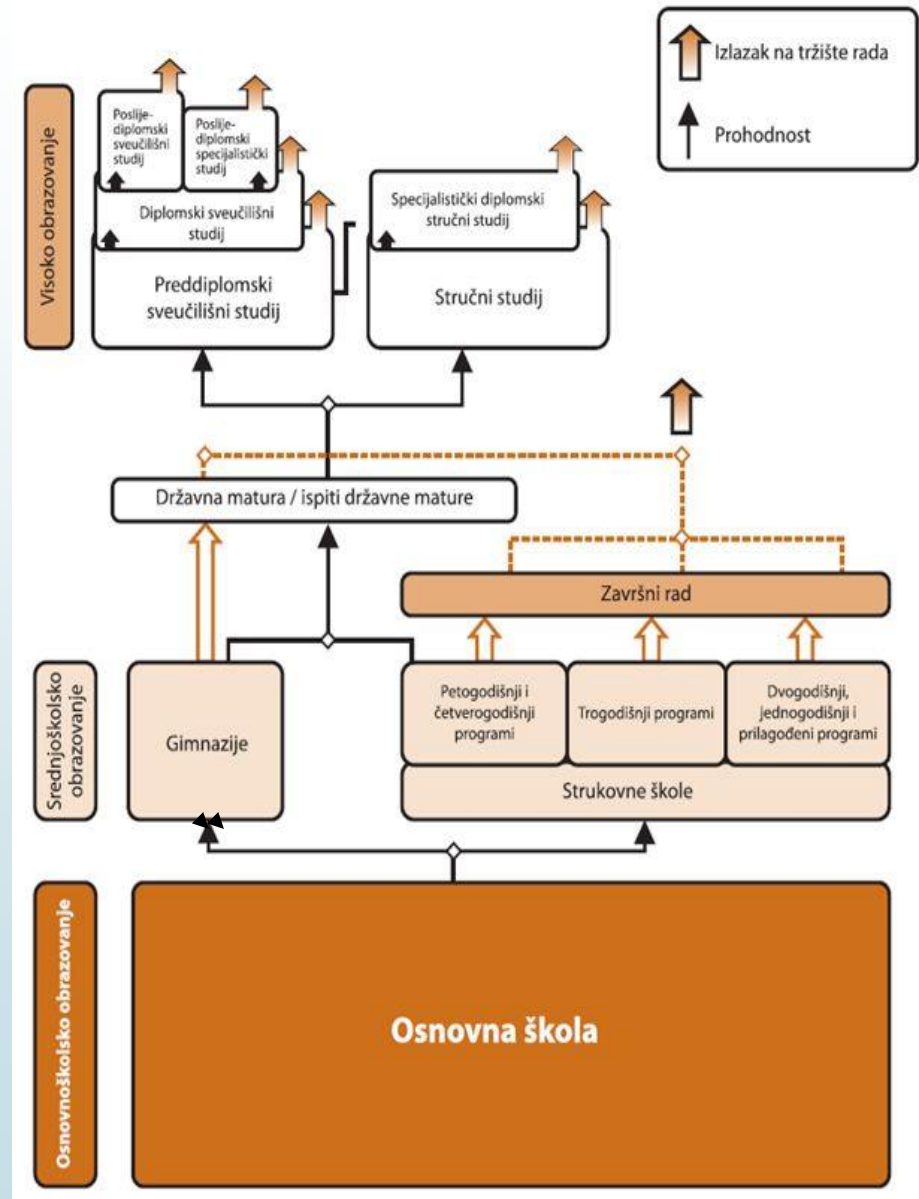 Izlazak na tržište rada
Prohodnost
Visoko obrazovanje
Poslije-
diplomski
sveučilišni
studij
Poslije-
diplomski
specijalistički
studij
Diplomski sveučilišni
studij
Preddiplomski
sveučilišni studij
Specijalistički diplomski
stručni studij
Stručni studij
Državna matura / ispiti državne mature
Završni rad
Srednjoškolsko
obrazovanje
Gimnazije
Petogodišnji i
četverogodišnji
programi
Trogodišnji programi
Dvogodišnji,
jednogodišnji i
prilagođeni programi
Strukovne škole
Osnovnoškolsko obrazovanje
Osnovna škola